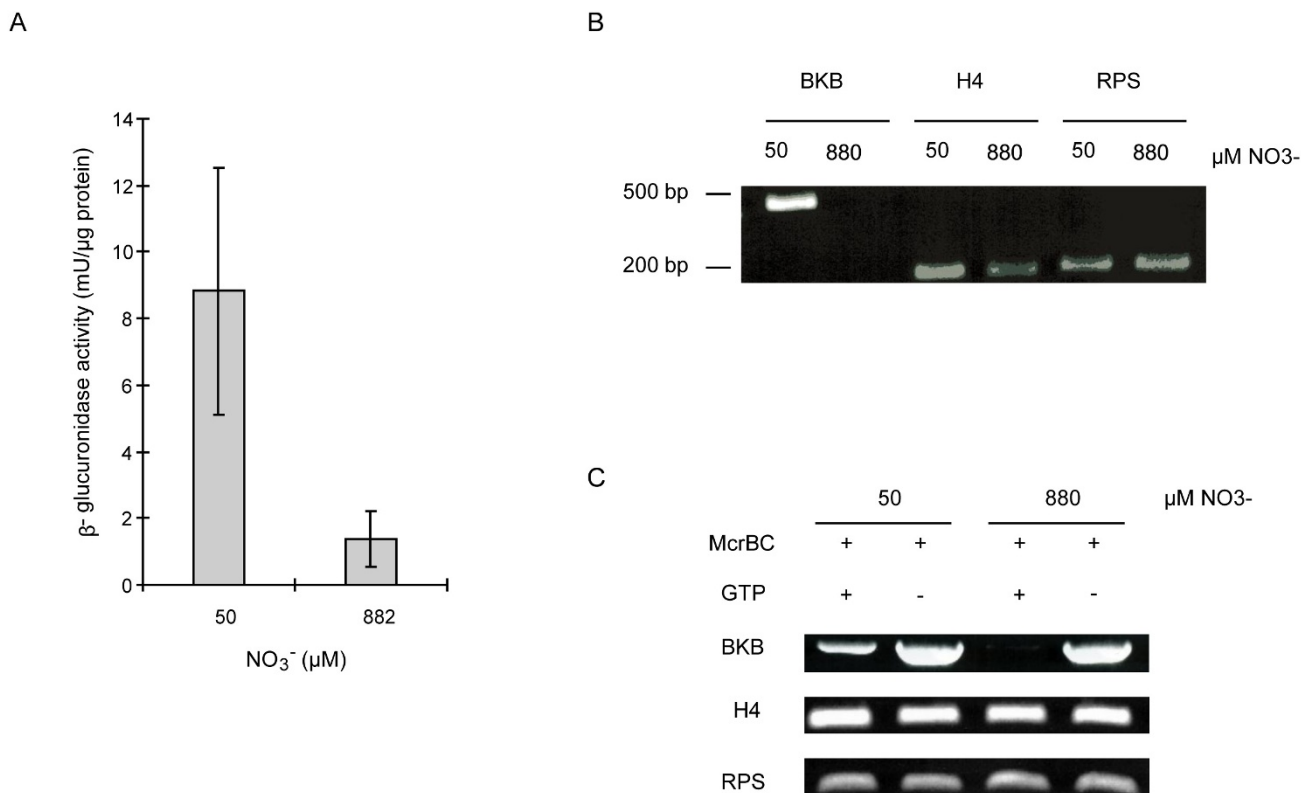 A
β- glucuronidase activity (mU/µg protein)
14
12
10
8
6
4
2
0
50 882
NO3- (µM)
B
BKB H4 RPS
50 880 50 880 50 880 µM NO3-
500 bp
200 bp
C
50 880 µM NO3-
McrBC + + + +
GTP + - + -
BKB
H4
RPS